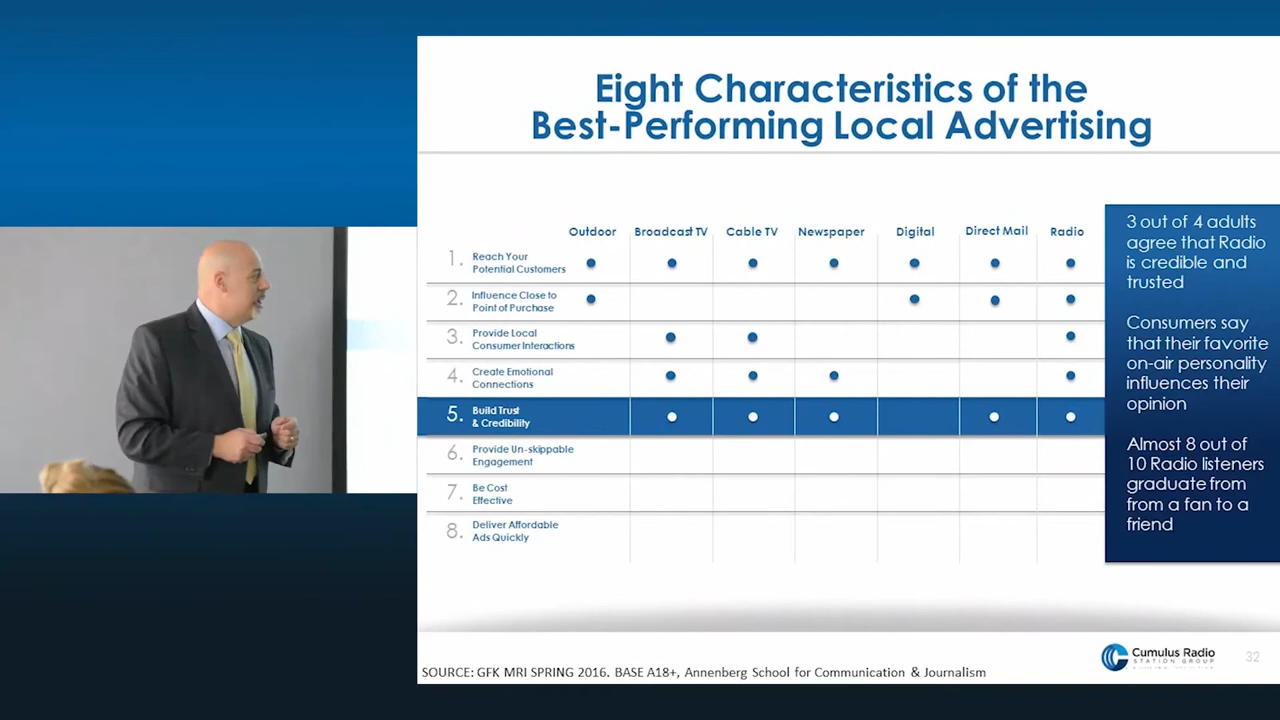 Eight Characteristics of the
Best-Performing Local Advertising
Outdoor Broadcast TV Cable TV Newspaper Digital Direct Mail Radio
1. Reach Your
Potential Customers
2. Influence Close to
Point of Purchase
3. Provide Local
Consumer Interactions
4. Create Emotional
Connections
5. Build Trust
& Credibility
6. Provide Un-skippable
Engagement
7. Be Cost
Effective
8. Deliver Affordable
Ads Quickly
3 out of 4 adults
agree that Radio
is credible and
trusted
Consumers say
that their favorite
on-air personality
influences their
opinion
Almost 8 out of
10 Radio listeners
graduate from
from a fan to a
friend
Cumulus Radio
STATION GROUP
32
SOURCE: GFK MRI SPRING 2016. BASE A18+, Annenberg School for Communication & Journalism